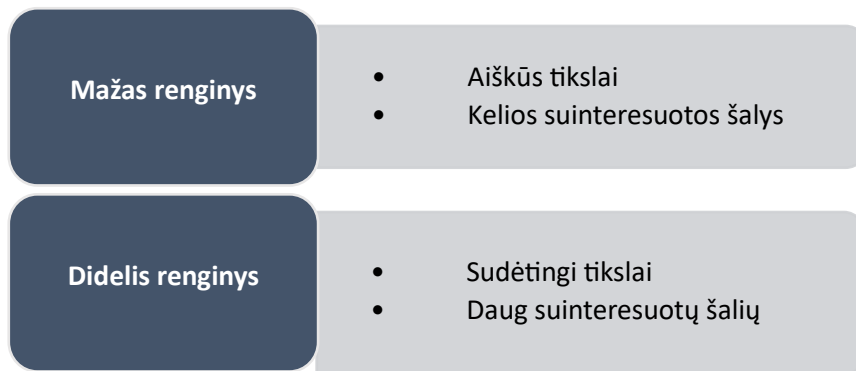 Mažas renginys
• Aiškūs tikslai
• Kelios suinteresuotos šalys
Didelis renginys
• Sudėtingi tikslai
• Daug suinteresuotų šalių